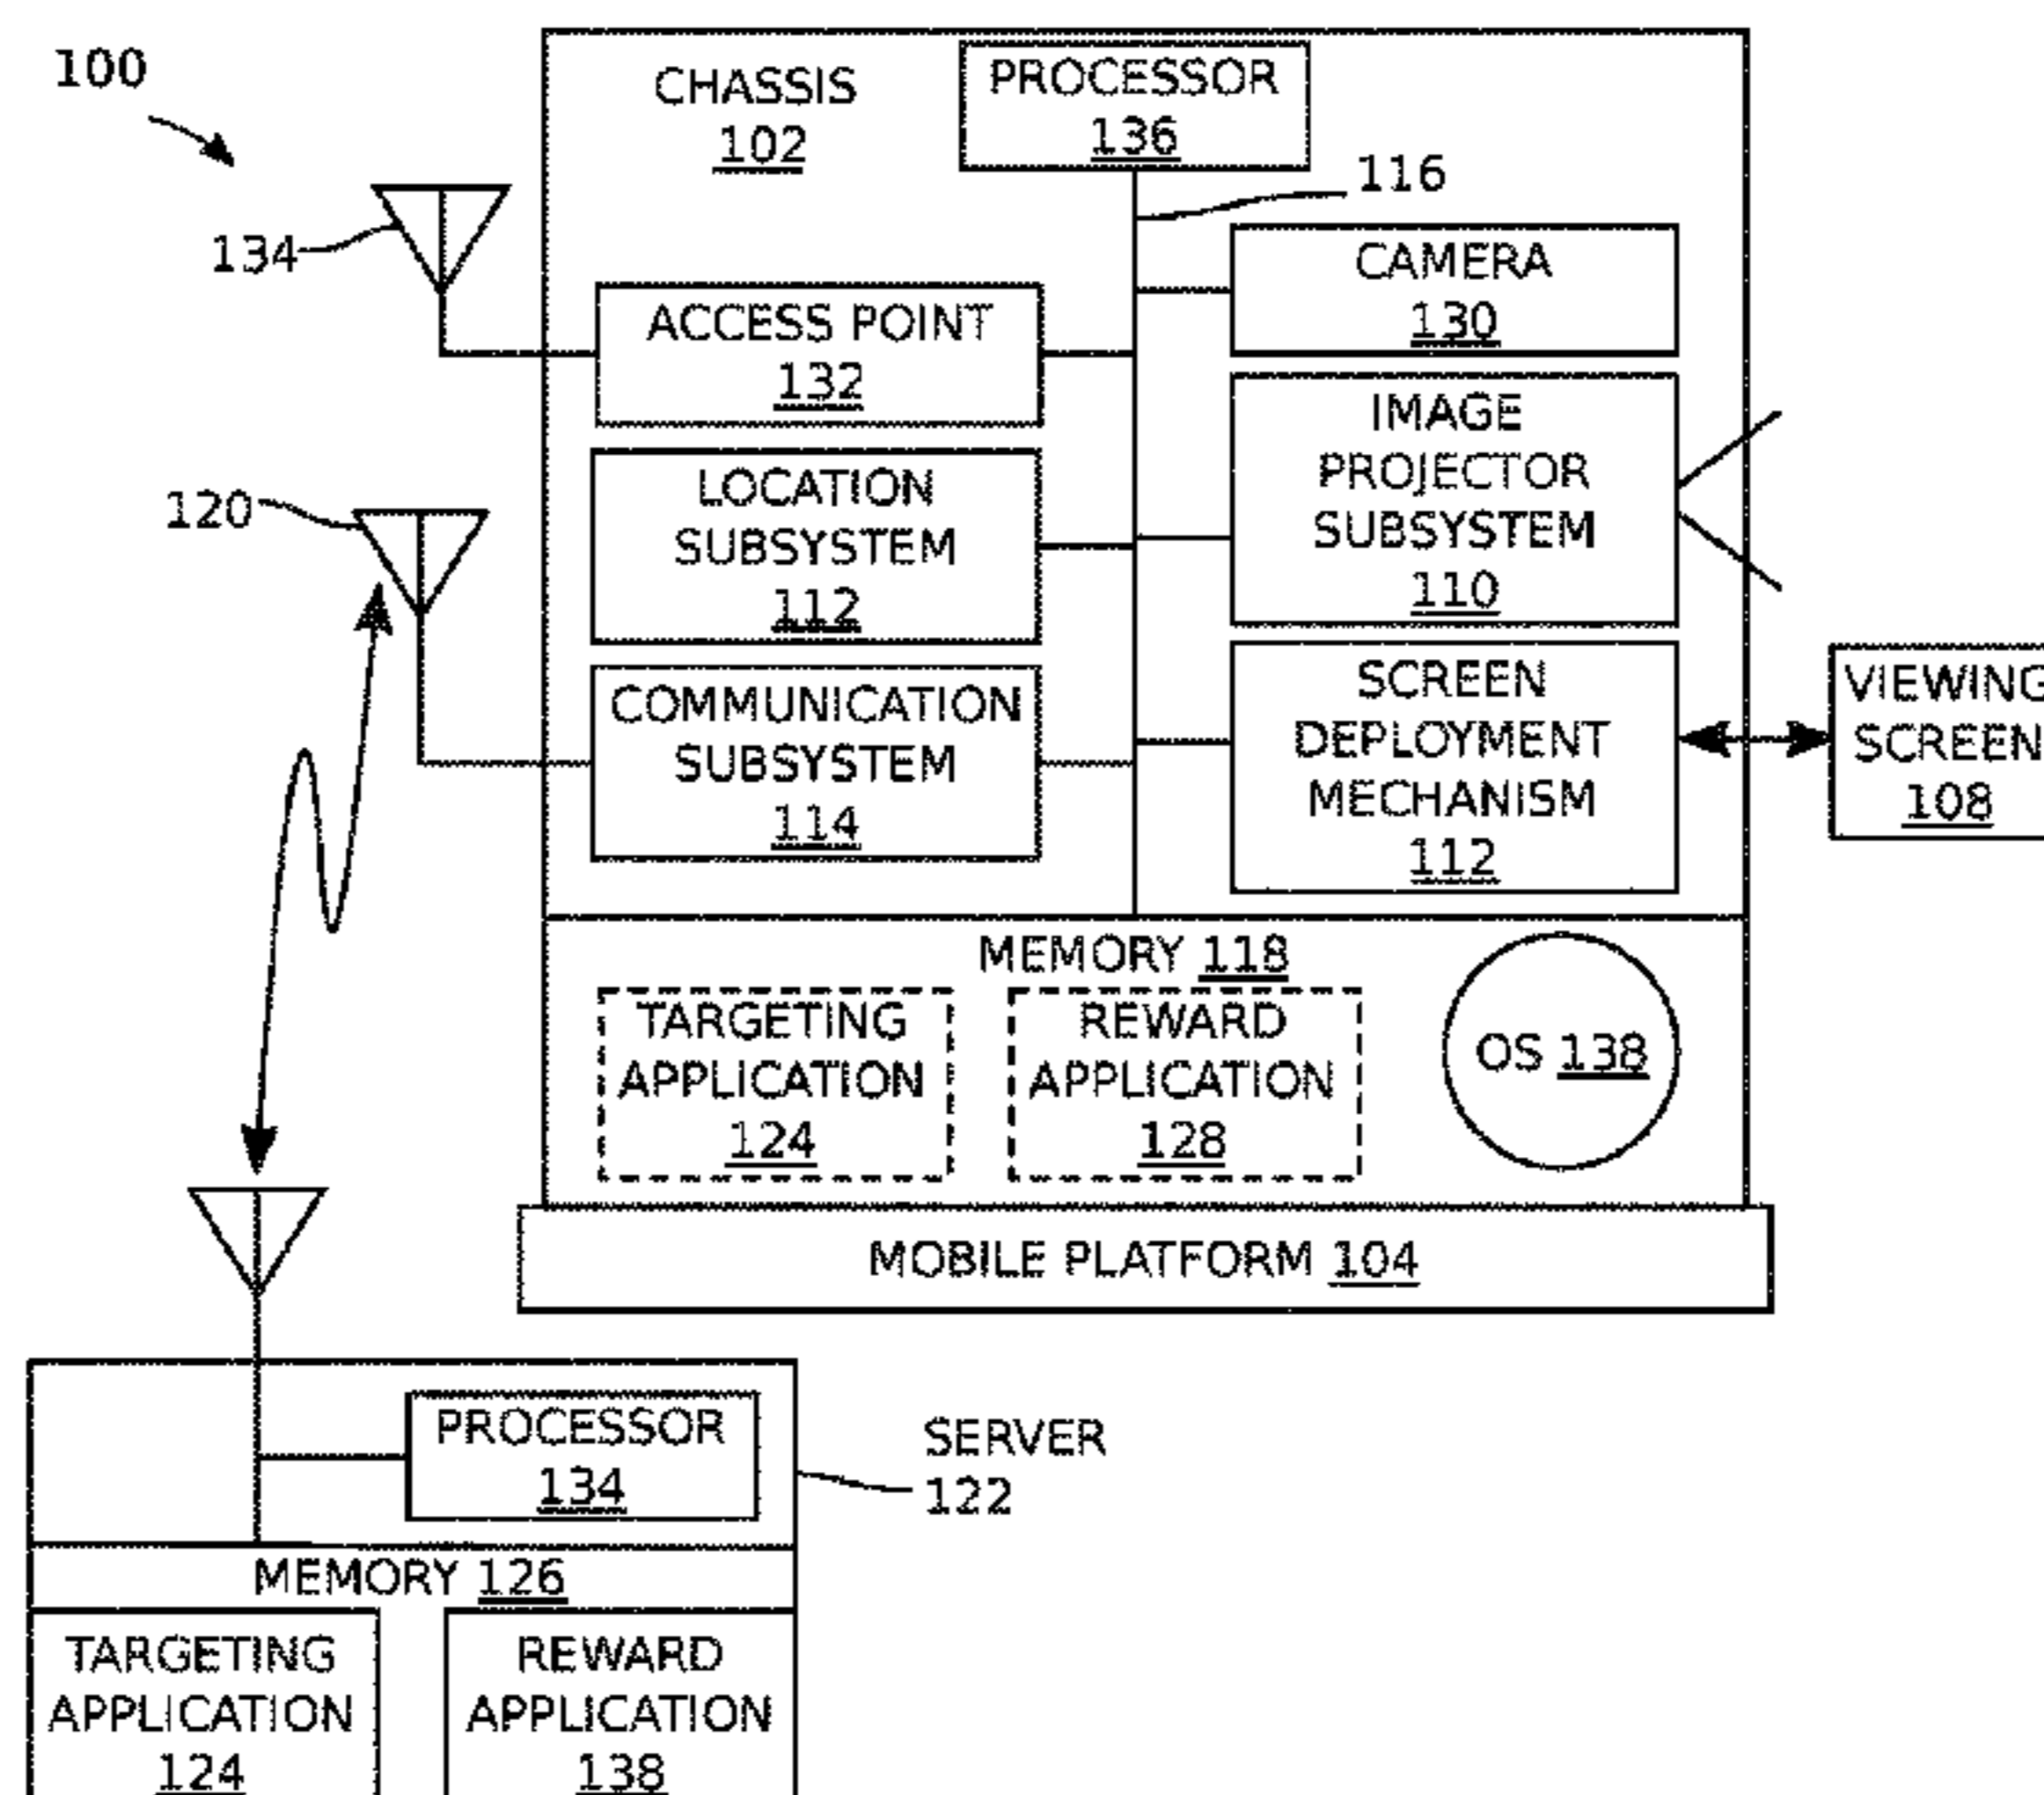 100
CHASSIS
102
PROCESSOR
136
116
134
ACCESS POINT
132
CAMERA
130
IMAGE
PROJECTOR
SUBSYSTEM
110
120
LOCATION
SUBSYSTEM
112
COMMUNICATION
SUBSYSTEM
114
SCREEN
DEPLOYMENT
MECHANISM
112
VIEWING
SCREEN
108
MEMORY 118
TARGETING
APPLICATION
124
REWARD
APPLICATION
128
OS 138
MOBILE PLATFORM 104
PROCESSOR
134
SERVER
122
MEMORY 126
TARGETING
APPLICATION
124
REWARD
APPLICATION
138